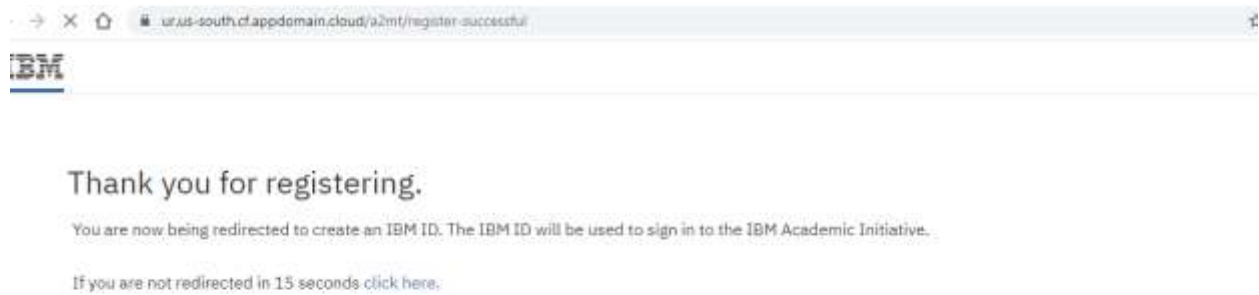 ur.us-south.cf.appdomain.cloud/a2mt/register-successful
IBM
Thank you for registering.
You are now being redirected to create an IBM ID. The IBM ID will be used to sign in to the IBM Academic Initiative.
If you are not redirected in 15 seconds click here.